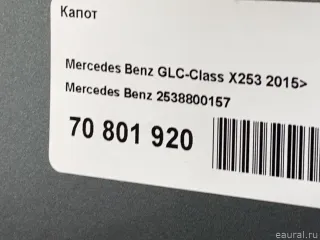 Капот
Mercedes Benz GLC-Class X253 2015>
Mercedes Benz 2538800157
70 801 920
eaural.ru